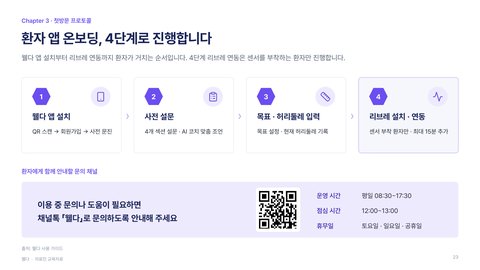 Chapter 3 · 첫방문 프로토콜
환자 앱 온보딩, 4단계로 진행합니다
웰다 앱 설치부터 리브레 연동까지 환자가 거치는 순서입니다. 4단계 리브레 연동은 센서를 부착하는 환자만 진행합니다.
1
웰다 앱 설치
QR 스캔 → 회원가입 → 사전 문진
2
사전 설문
4개 섹션 설문 · AI 코치 맞춤 조언
3
목표 · 허리둘레 입력
목표 설정 · 현재 허리둘레 기록
4
리브레 설치 · 연동
센서 부착 환자만 · 최대 15분 추가
환자에게 함께 안내할 문의 채널
이용 중 문의나 도움이 필요하면
채널톡 「웰다」로 문의하도록 안내해 주세요
운영 시간 평일 08:30~17:30
점심 시간 12:00~13:00
휴무일 토요일 · 일요일 · 공휴일
출처: 웰다 사용 가이드
웰다 · 의료진 교육자료
23